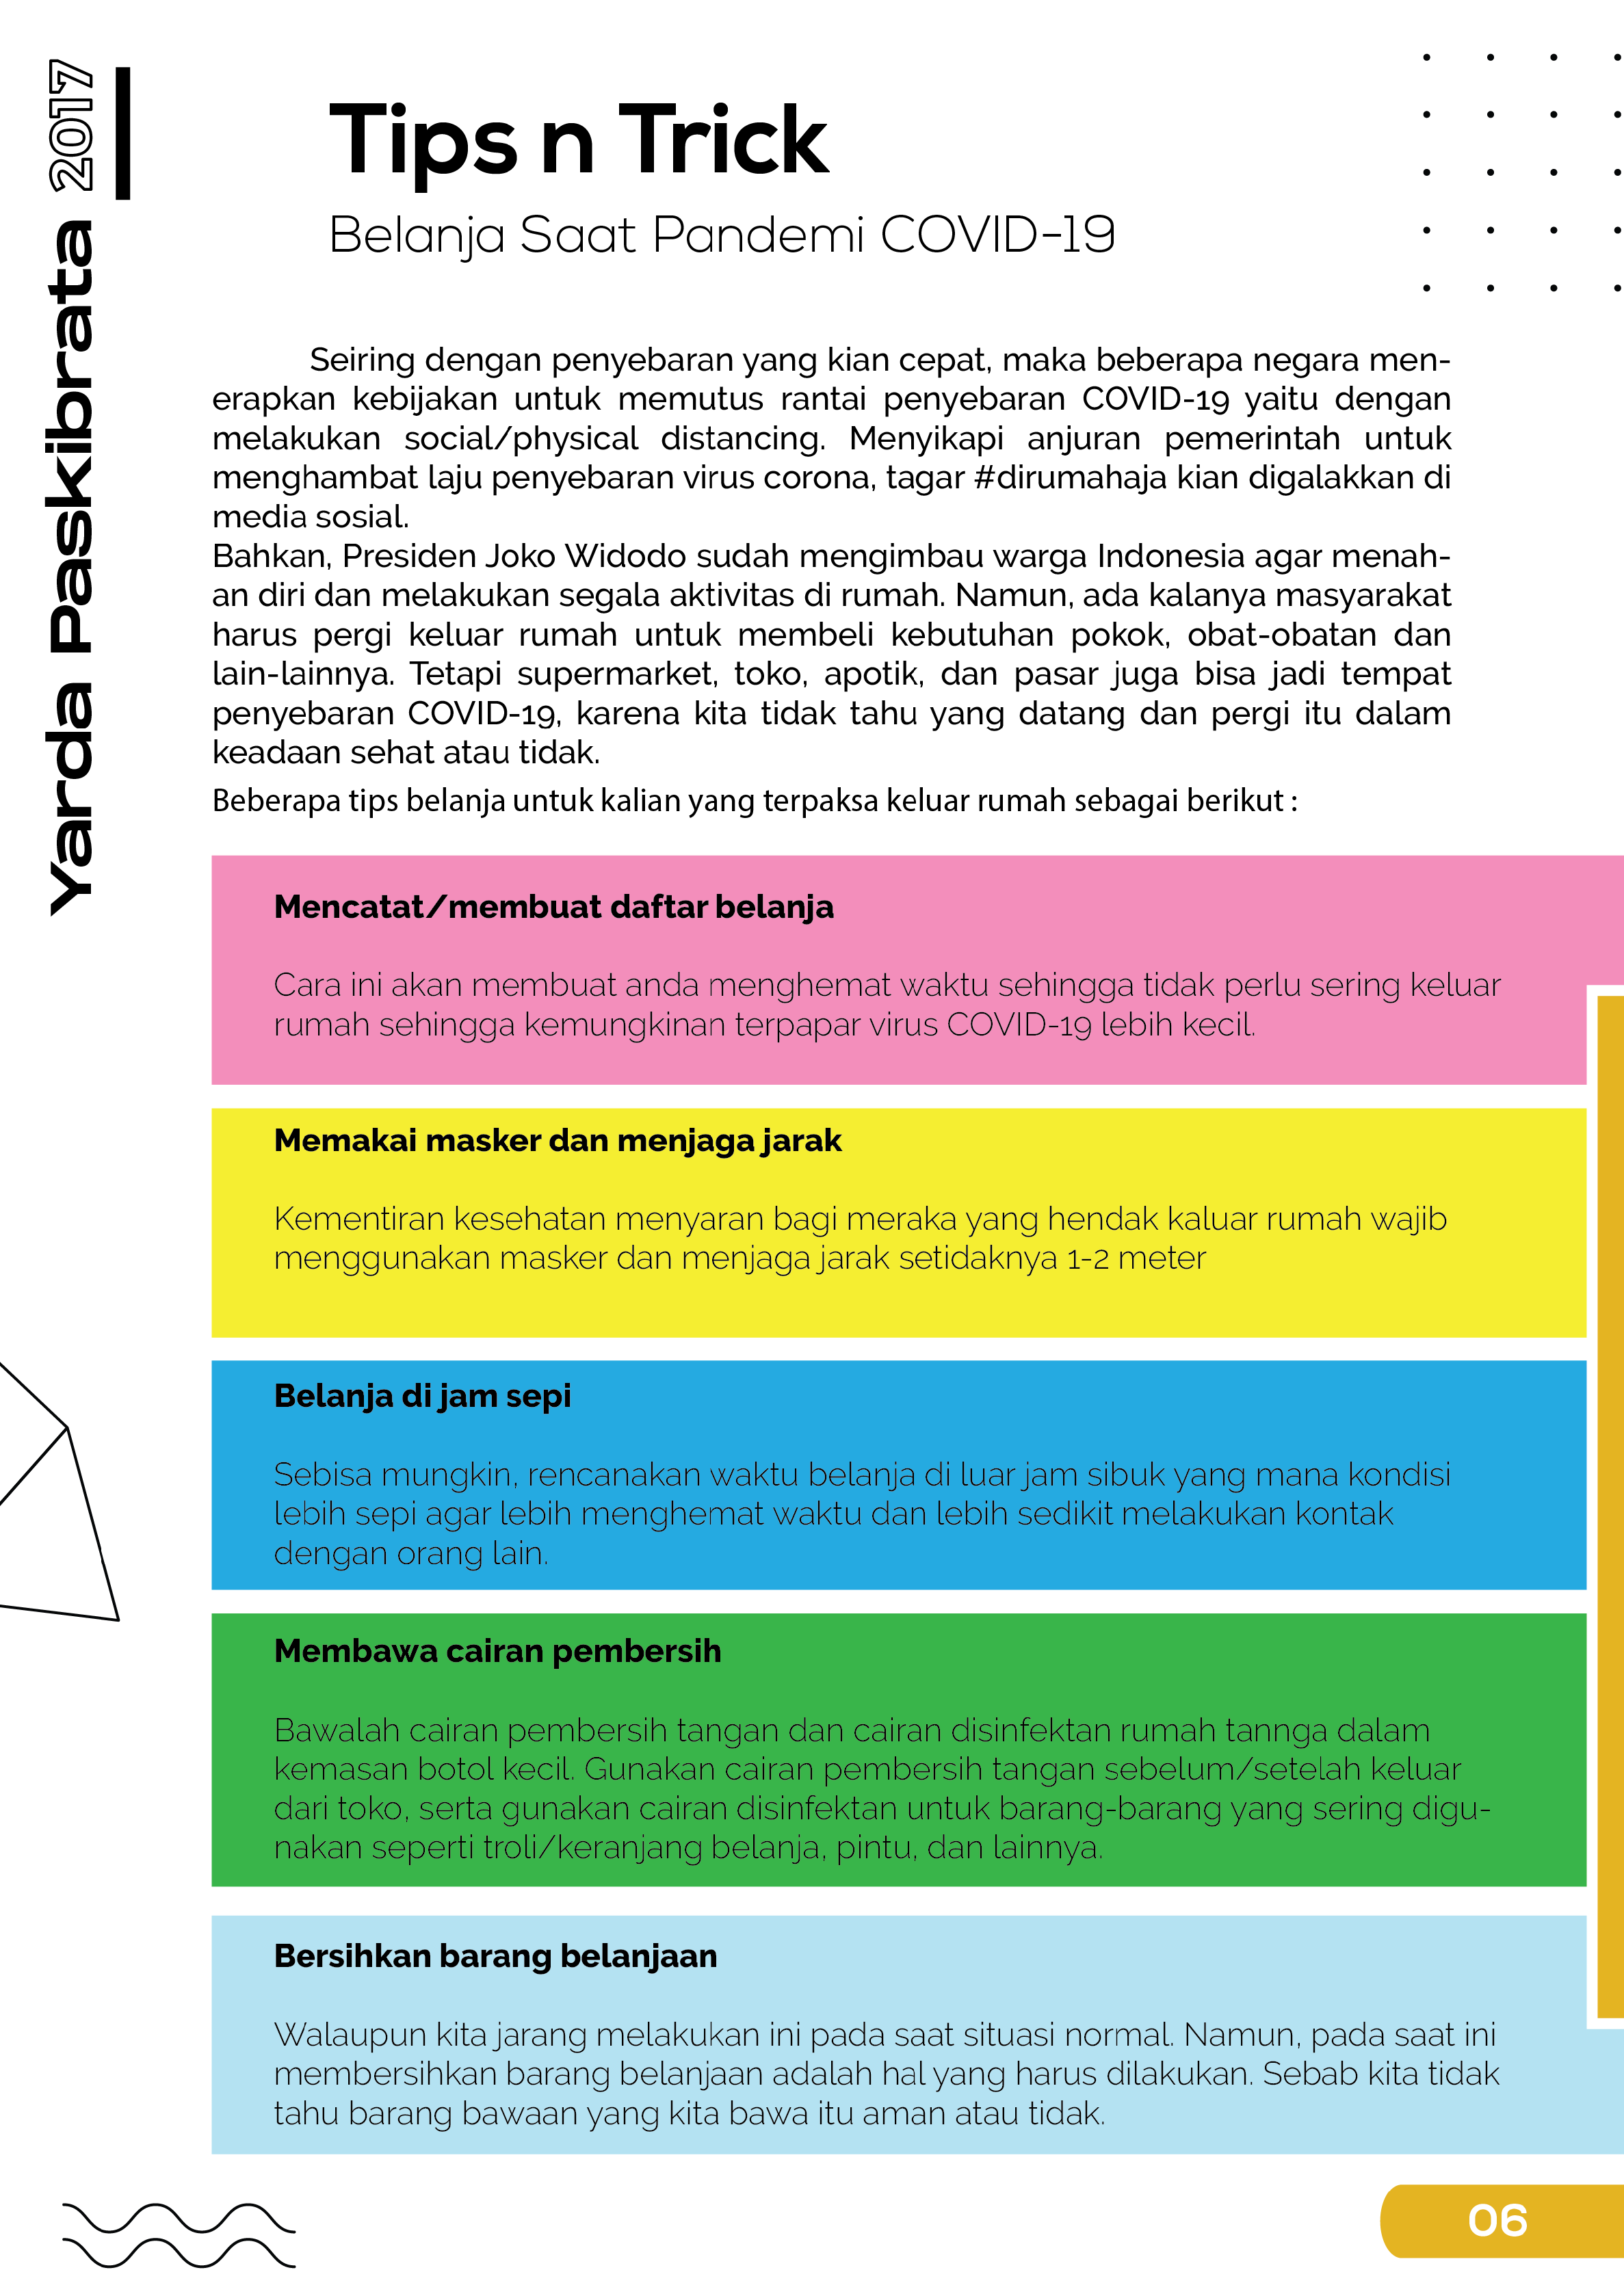 Yarda Paskibrata 2017
Tips n Trick
Belanja Saat Pandemi COVID-19
Seiring dengan penyebaran yang kian cepat, maka beberapa negara men-
erapkan kebijakan untuk memutus rantai penyebaran COVID-19 yaitu dengan
melakukan social/physical distancing. Menyikapi anjuran pemerintah untuk
menghambat laju penyebaran virus corona, tagar #dirumahaja kian digalakkan di
media sosial.
Bahkan, Presiden Joko Widodo sudah mengimbau warga Indonesia agar menah-
an diri dan melakukan segala aktivitas di rumah. Namun, ada kalanya masyarakat
harus pergi keluar rumah untuk membeli kebutuhan pokok, obat-obatan dan
lain-lainnya. Tetapi supermarket, toko, apotik, dan pasar juga bisa jadi tempat
penyebaran COVID-19, karena kita tidak tahu yang datang dan pergi itu dalam
keadaan sehat atau tidak.
Beberapa tips belanja untuk kalian yang terpaksa keluar rumah sebagai berikut :
Mencatat/membuat daftar belanja
Cara ini akan membuat anda menghemat waktu sehingga tidak perlu sering keluar
rumah sehingga kemungkinan terpapar virus COVID-19 lebih kecil.
Memakai masker dan menjaga jarak
Kementiran kesehatan menyaran bagi meraka yang hendak kaluar rumah wajib
menggunakan masker dan menjaga jarak setidaknya 1-2 meter
Belanja di jam sepi
Sebisa mungkin, rencanakan waktu belanja di luar jam sibuk yang mana kondisi
lebih sepi agar lebih menghemat waktu dan lebih sedikit melakukan kontak
dengan orang lain.
Membawa cairan pembersih
Bawalah cairan pembersih tangan dan cairan disinfektan rumah tannga dalam
kemasan botol kecil. Gunakan cairan pembersih tangan sebelum/setelah keluar
dari toko, serta gunakan cairan disinfektan untuk barang-barang yang sering digu-
nakan seperti troli/keranjang belanja, pintu, dan lainnya.
Bersihkan barang belanjaan
Walaupun kita jarang melakukan ini pada saat situasi normal. Namun, pada saat ini
membersihkan barang belanjaan adalah hal yang harus dilakukan. Sebab kita tidak
tahu barang bawaan yang kita bawa itu aman atau tidak.
06